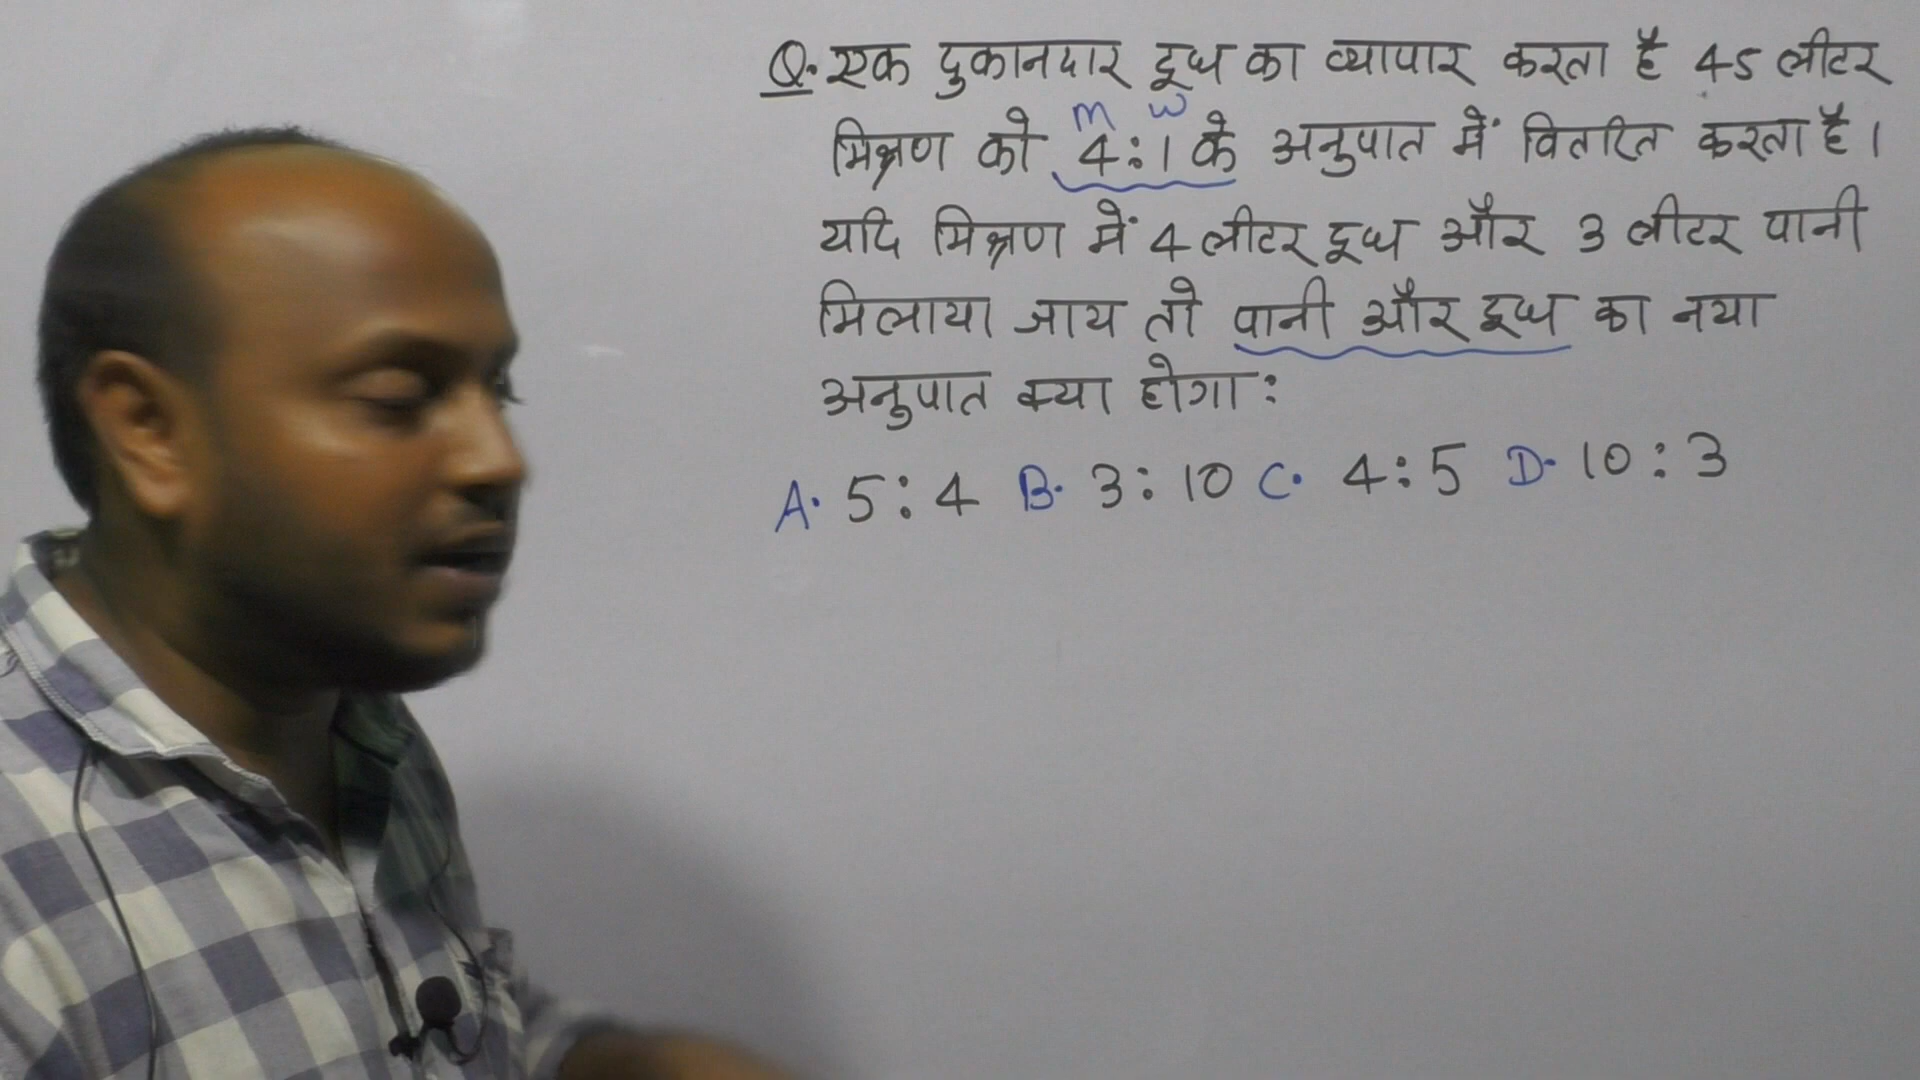 Q. एक दुकानदार दूध का व्यापार करता है 45 लीटर
m w
मिश्रण को 4:1 के अनुपात में वितरित करता है।
यदि मिश्रण में 4 लीटर दूध और 3 लीटर पानी
मिलाया जाय तो पानी और दूध का नया
अनुपात क्या होगा:
A. 5:4 B. 3:10 C. 4:5 D. 10:3